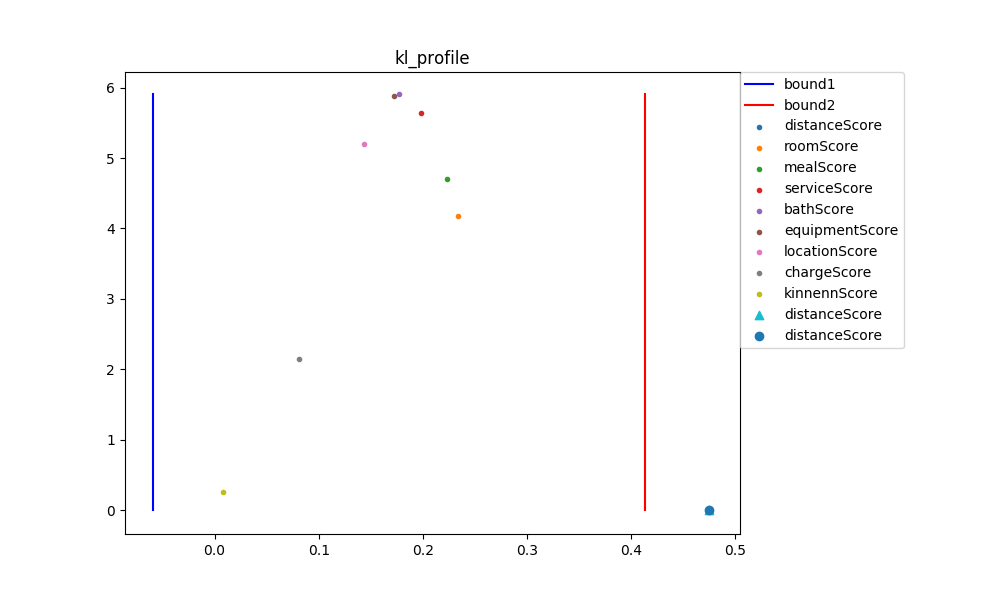 kl_profile
6
5
4
3
2
1
0
0.0
0.1
0.2
0.3
0.4
0.5
bound1
bound2
distanceScore
roomScore
mealScore
serviceScore
bathScore
equipmentScore
locationScore
chargeScore
kinnennScore
distanceScore
distanceScore